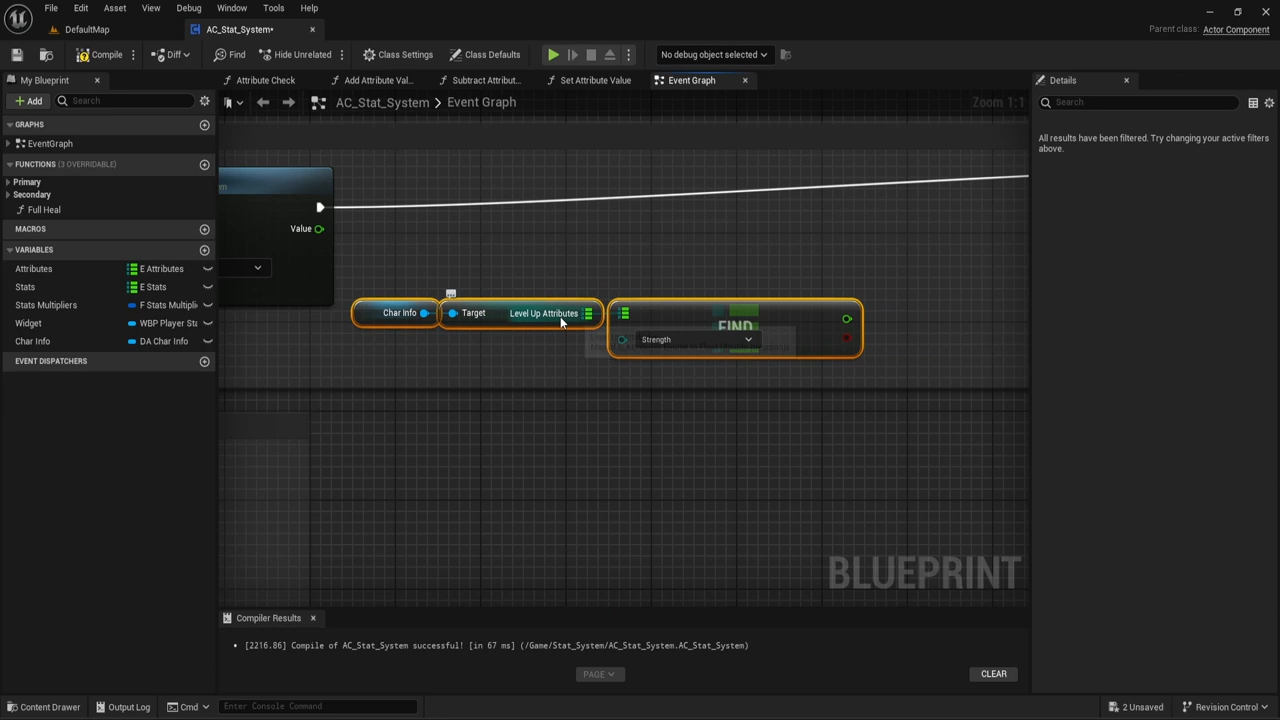 File Edit Asset View Debug Window Tools Help
DefaultMap
AC_Stat_System*
Parent class: Actor Component
Compile
Diff
Find
Hide Unrelated
Class Settings
Class Defaults
No debug object selected
My Blueprint
Attribute Check
Add Attribute Val...
Subtract Attribut...
Set Attribute Value
Event Graph
Details
Add
Search
AC_Stat_System > Event Graph
Zoom 1:1
Search
GRAPHS
EventGraph
All results have been filtered. Try changing your active filters
above.
FUNCTIONS (3 OVERRIDABLE)
Primary
Secondary
Full Heal
MACROS
VARIABLES
Attributes E Attributes
Stats E Stats
Stats Multipliers F Stats Multipli
Widget WBP Player Sta
Char Info DA Char Info
EVENT DISPATCHERS
Value
Char Info
Target
Level Up Attributes
FIND
Strength
BLUEPRINT
Compiler Results
[2216.86] Compile of AC_Stat_System successful! [in 67 ms] (/Game/Stat_System/AC_Stat_System.AC_Stat_System)
PAGE
CLEAR
Content Drawer
Output Log
Cmd
Enter Console Command
2 Unsaved
Revision Control